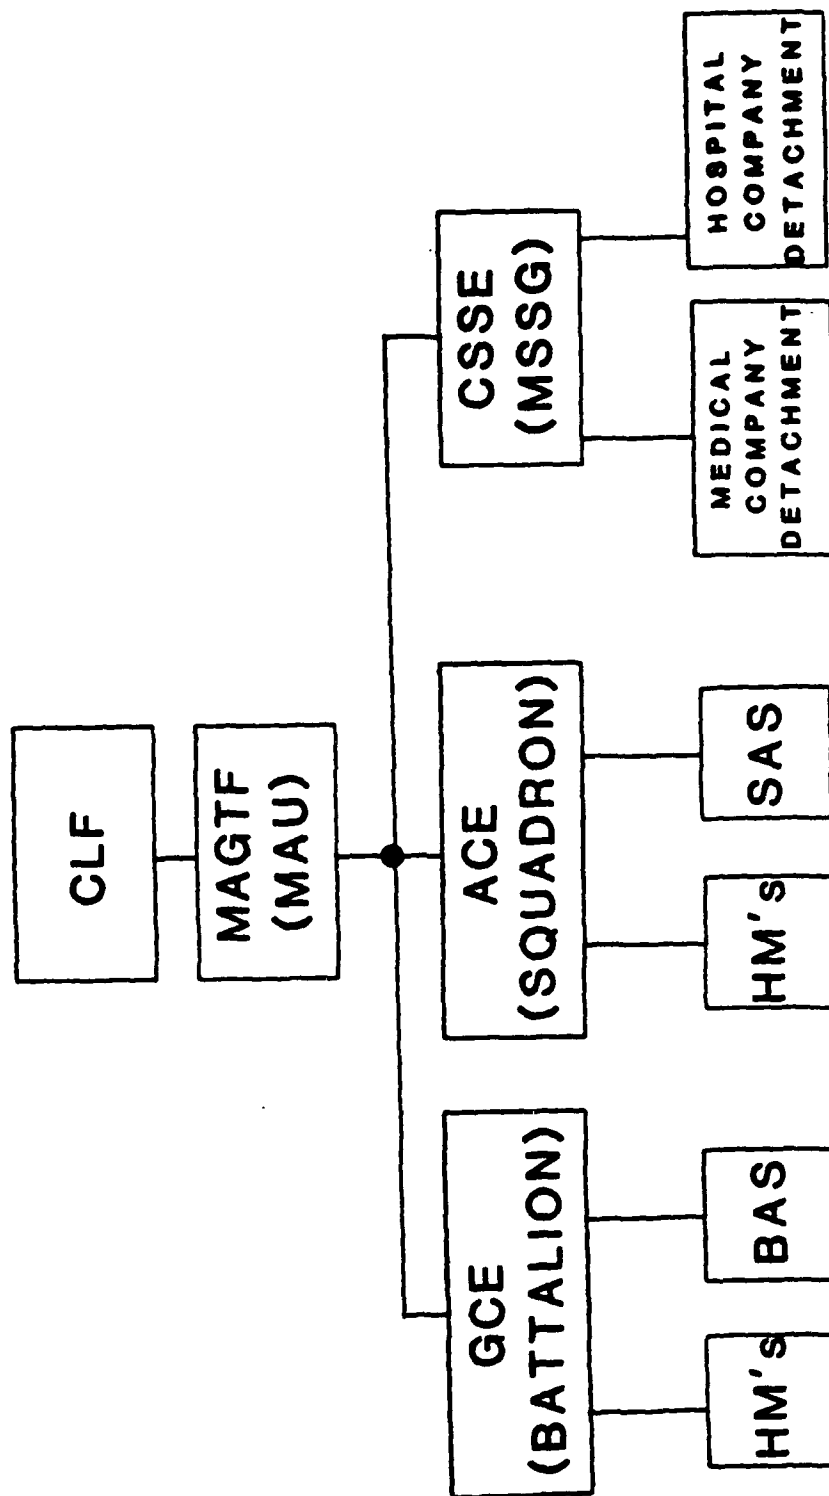 CLF
MAGTF
(MAU)
GCE
(BATTALION)
ACE
(SQUADRON)
CSSE
(MSSG)
HM's
BAS
HM's
SAS
MEDICAL
COMPANY
DETACHMENT
HOSPITAL
COMPANY
DETACHMENT